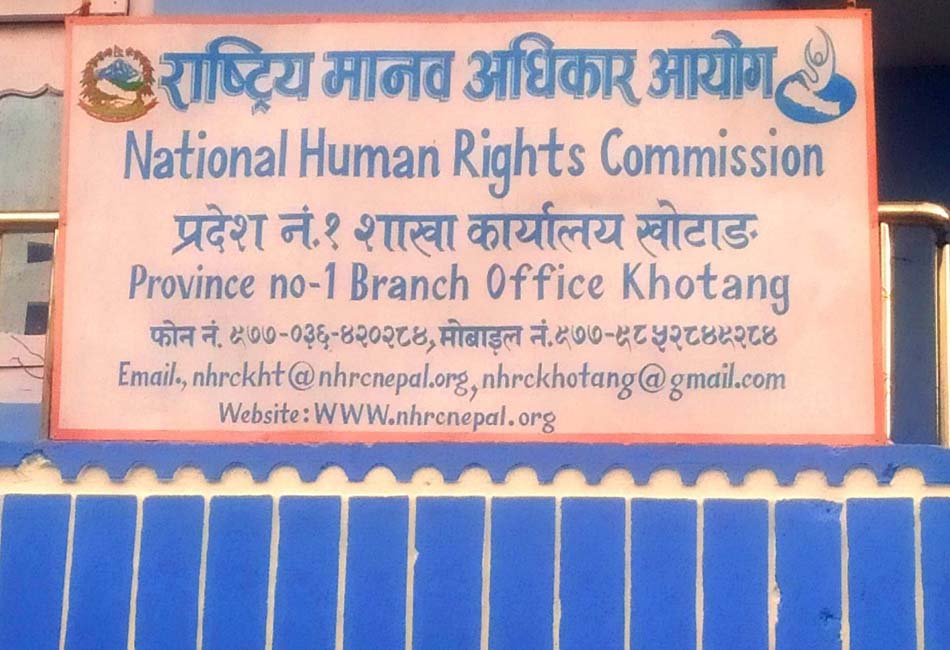 राष्ट्रिय मानव अधिकार आयोग
National Human Rights Commission
प्रदेश नं.१ शाखा कार्यालय खोटाङ
Province no-1 Branch Office Khotang
फोन नं. ९७७-०३६-४२०२८४, मोबाइल नं.९७७-९८५२८४९२८४
Email., nhrckht@nhrcnepal.org, nhrckhotang@gmail.com
Website: WWW.nhrcnepal.org